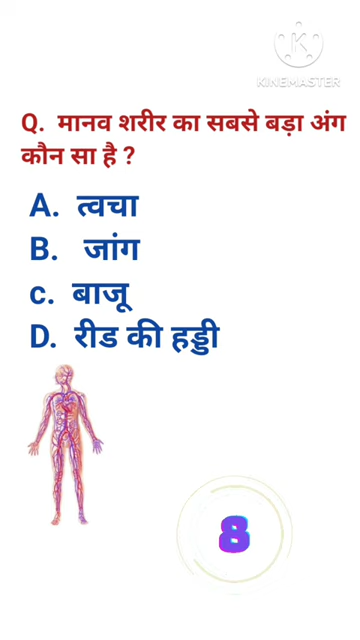 K
KINEMASTER
Q. मानव शरीर का सबसे बड़ा अंग
कौन सा है ?
A. त्वचा
B. जांग
c. बाजू
D. रीड की हड्डी
8